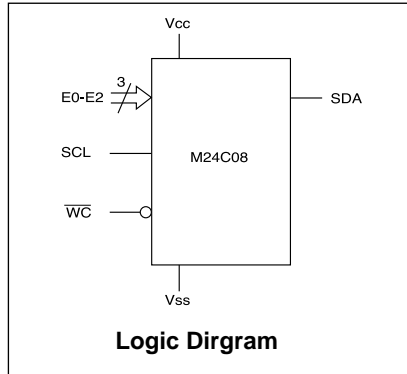 Vcc
3
E0-E2
SDA
SCL
M24C08
WC
Vss
Logic Dirgram